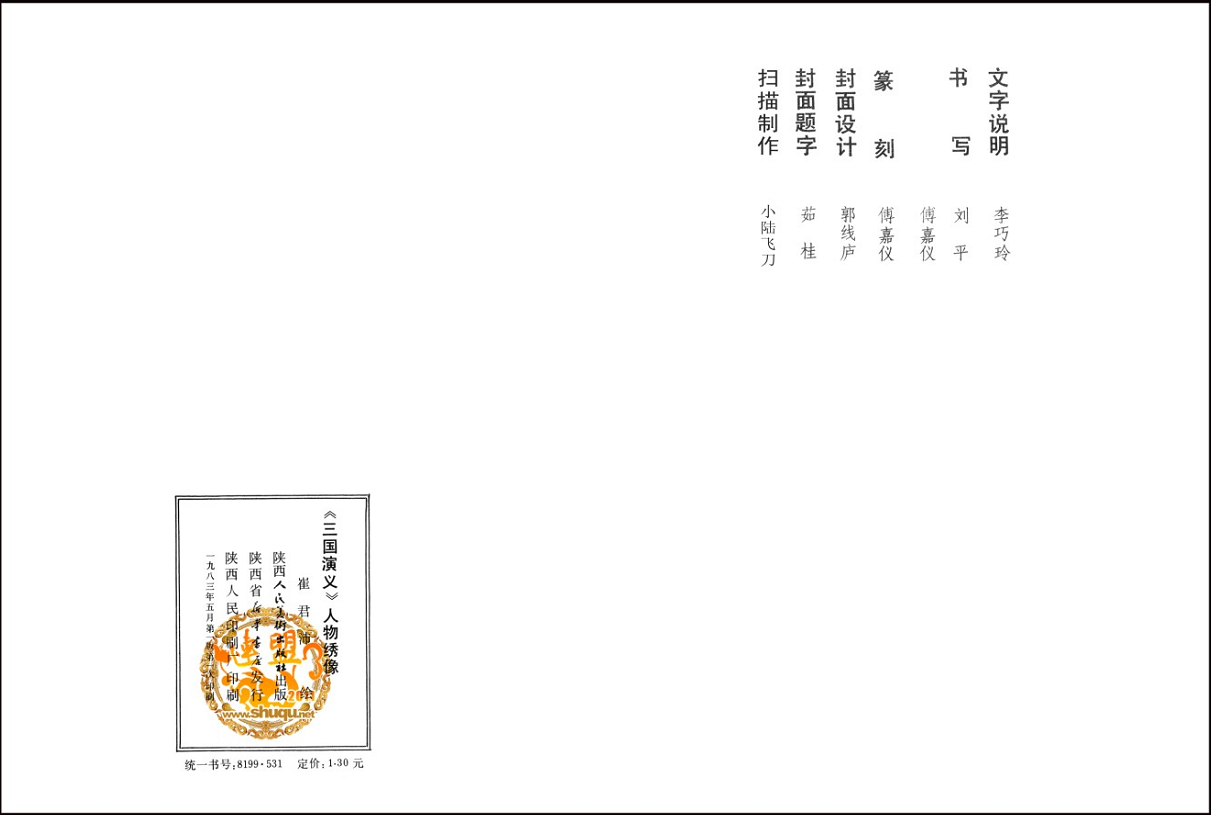 文字说明 李巧玲
书写 刘平
傅嘉仪
篆刻 傅嘉仪
封面设计 郭线庐
封面题字 茹桂
扫描制作 小陆飞刀
《三国演义》人物绣像
崔君沛 绘
陕西人民美術出版社出版
陕西省新华书店发行
陕西人民印刷厂印刷
一九八三年五月第一版第一次印刷
统一书号:8199·531 定价:1·30 元
連盟
www.shuqu.net